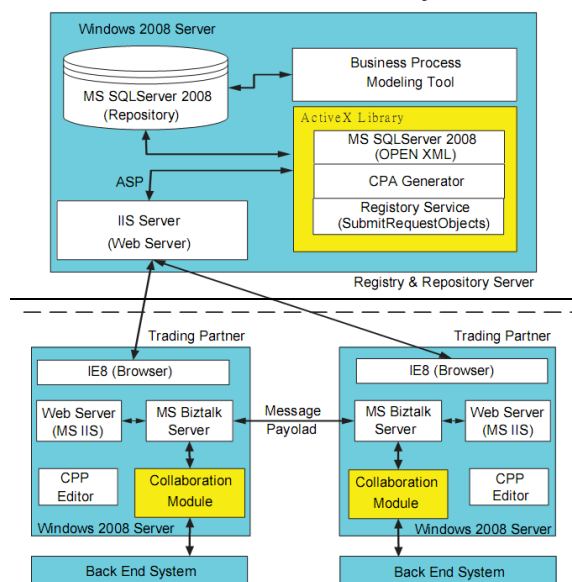 Windows 2008 Server
MS SQLServer 2008
(Repository)
Business Process
Modeling Tool
ActiveX Library
MS SQLServer 2008
(OPEN XML)
CPA Generator
Registory Service
(SubmitRequestObjects)
ASP
IIS Server
(Web Server)
Registry & Repository Server
Trading Partner
IE8 (Browser)
Web Server
(MS IIS)
MS Biztalk
Server
CPP
Editor
Collaboration
Module
Windows 2008 Server
Back End System
Message
Payolad
Trading Partner
IE8 (Browser)
MS Biztalk
Server
Web Server
(MS IIS)
Collaboration
Module
CPP
Editor
Windows 2008 Server
Back End System